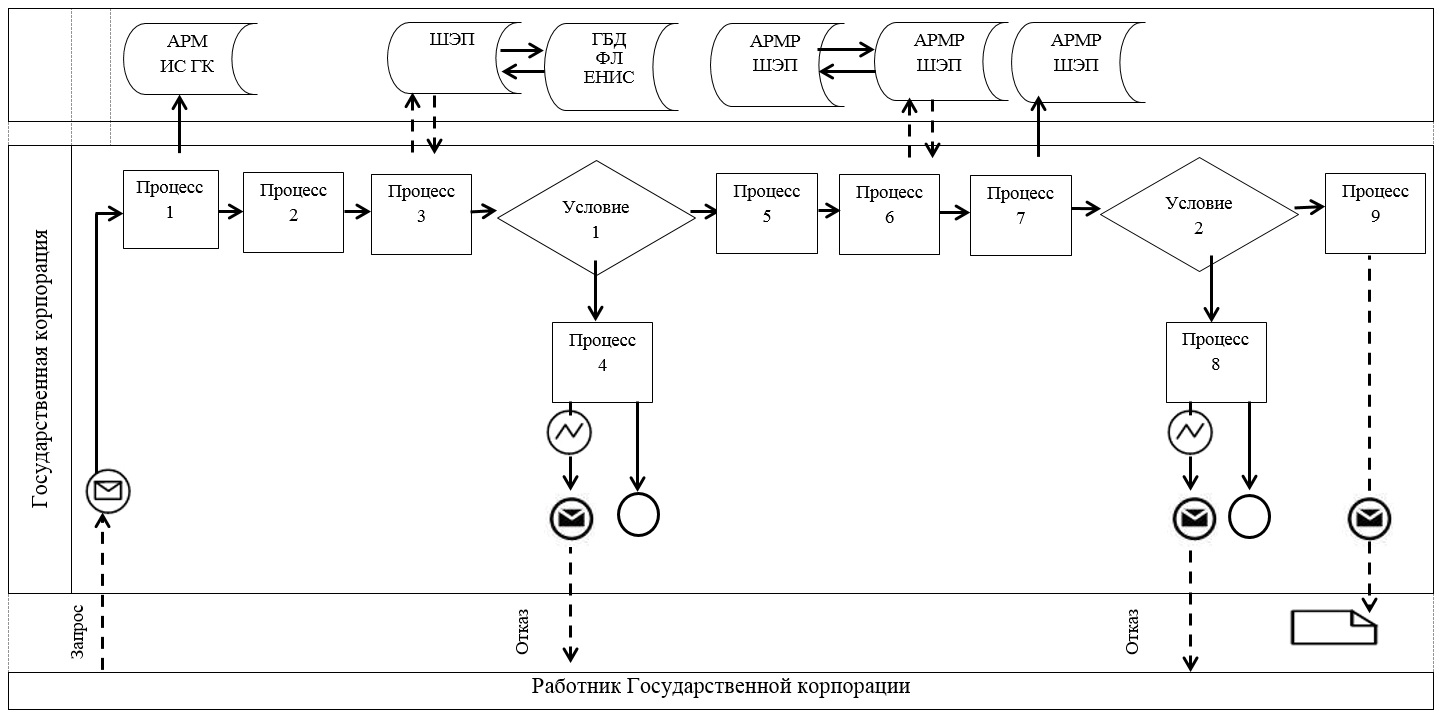 АРМ
ИС ГК
ШЭП
ГБД
ФЛ
ЕНИС
АРМР
ШЭП
АРМР
ШЭП
АРМР
ШЭП
Государственная корпорация
Процесс
1
Процесс
2
Процесс
3
Условие
1
Процесс
5
Процесс
6
Процесс
7
Условие
2
Процесс
9
Процесс
4
Процесс
8
Запрос
Отказ
Отказ
Работник Государственной корпорации